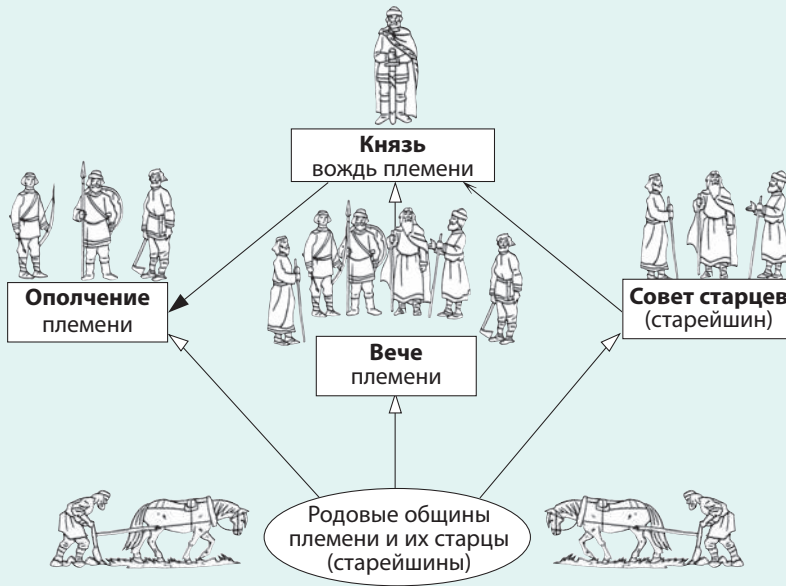 Князь
вождь племени
Ополчение
племени
Совет старцев
(старейшин)
Вече
племени
Родовые общины
племени и их старцы
(старейшины)